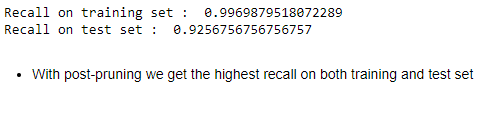 Recall on training set :  0.9969879518072289
Recall on test set :  0.9256756756756757
• With post-pruning we get the highest recall on both training and test set